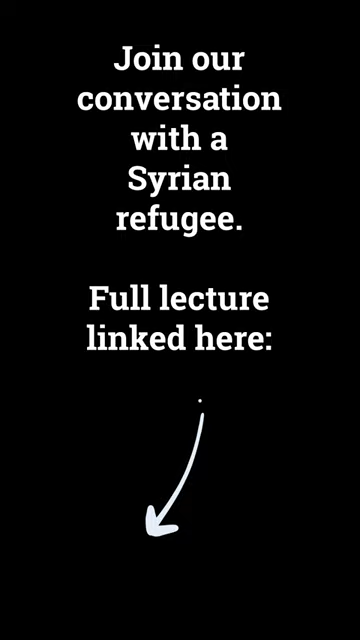 Join our
conversation
with a
Syrian
refugee.
Full lecture
linked here: